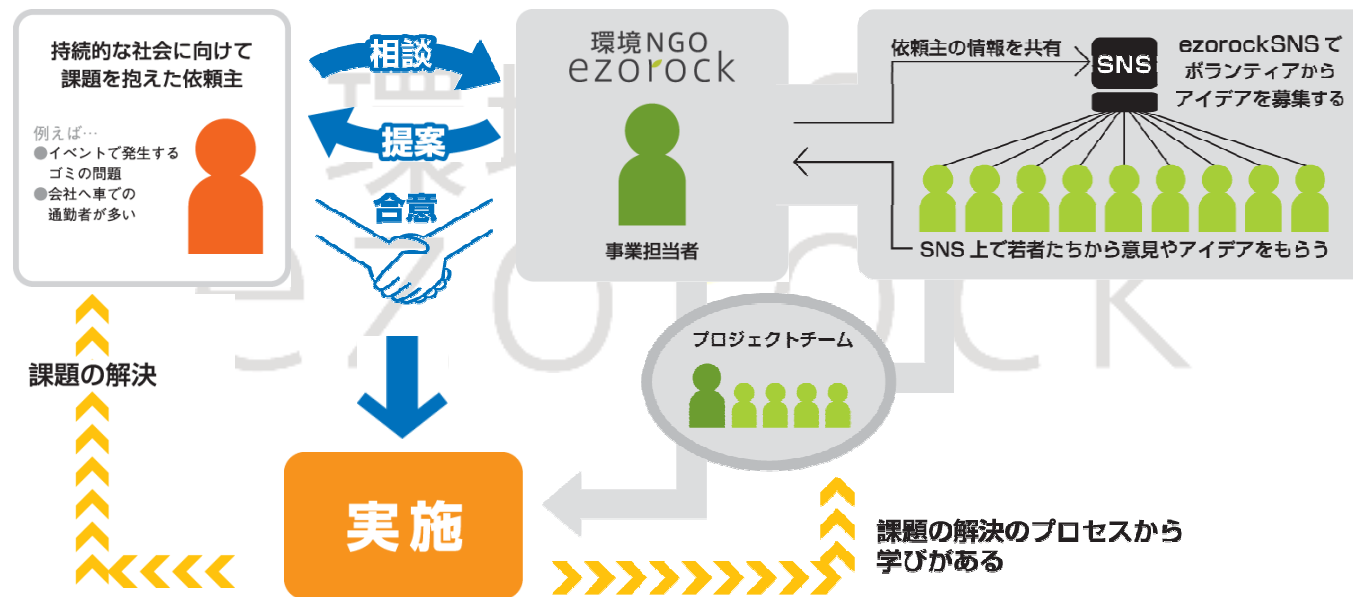 持続的な社会に向けて
課題を抱えた依頼主
例えば…
●イベントで発生する
ゴミの問題
●会社へ車での
通勤者が多い
相談
提案
合意
環境NGO
ezorock
事業担当者
依頼主の情報を共有
SNS
ezorockSNSで
ボランティアから
アイデアを募集する
SNS上で若者たちから意見やアイデアをもらう
プロジェクトチーム
課題の解決
実施
課題の解決のプロセスから
学びがある
環境NGO
ezorock